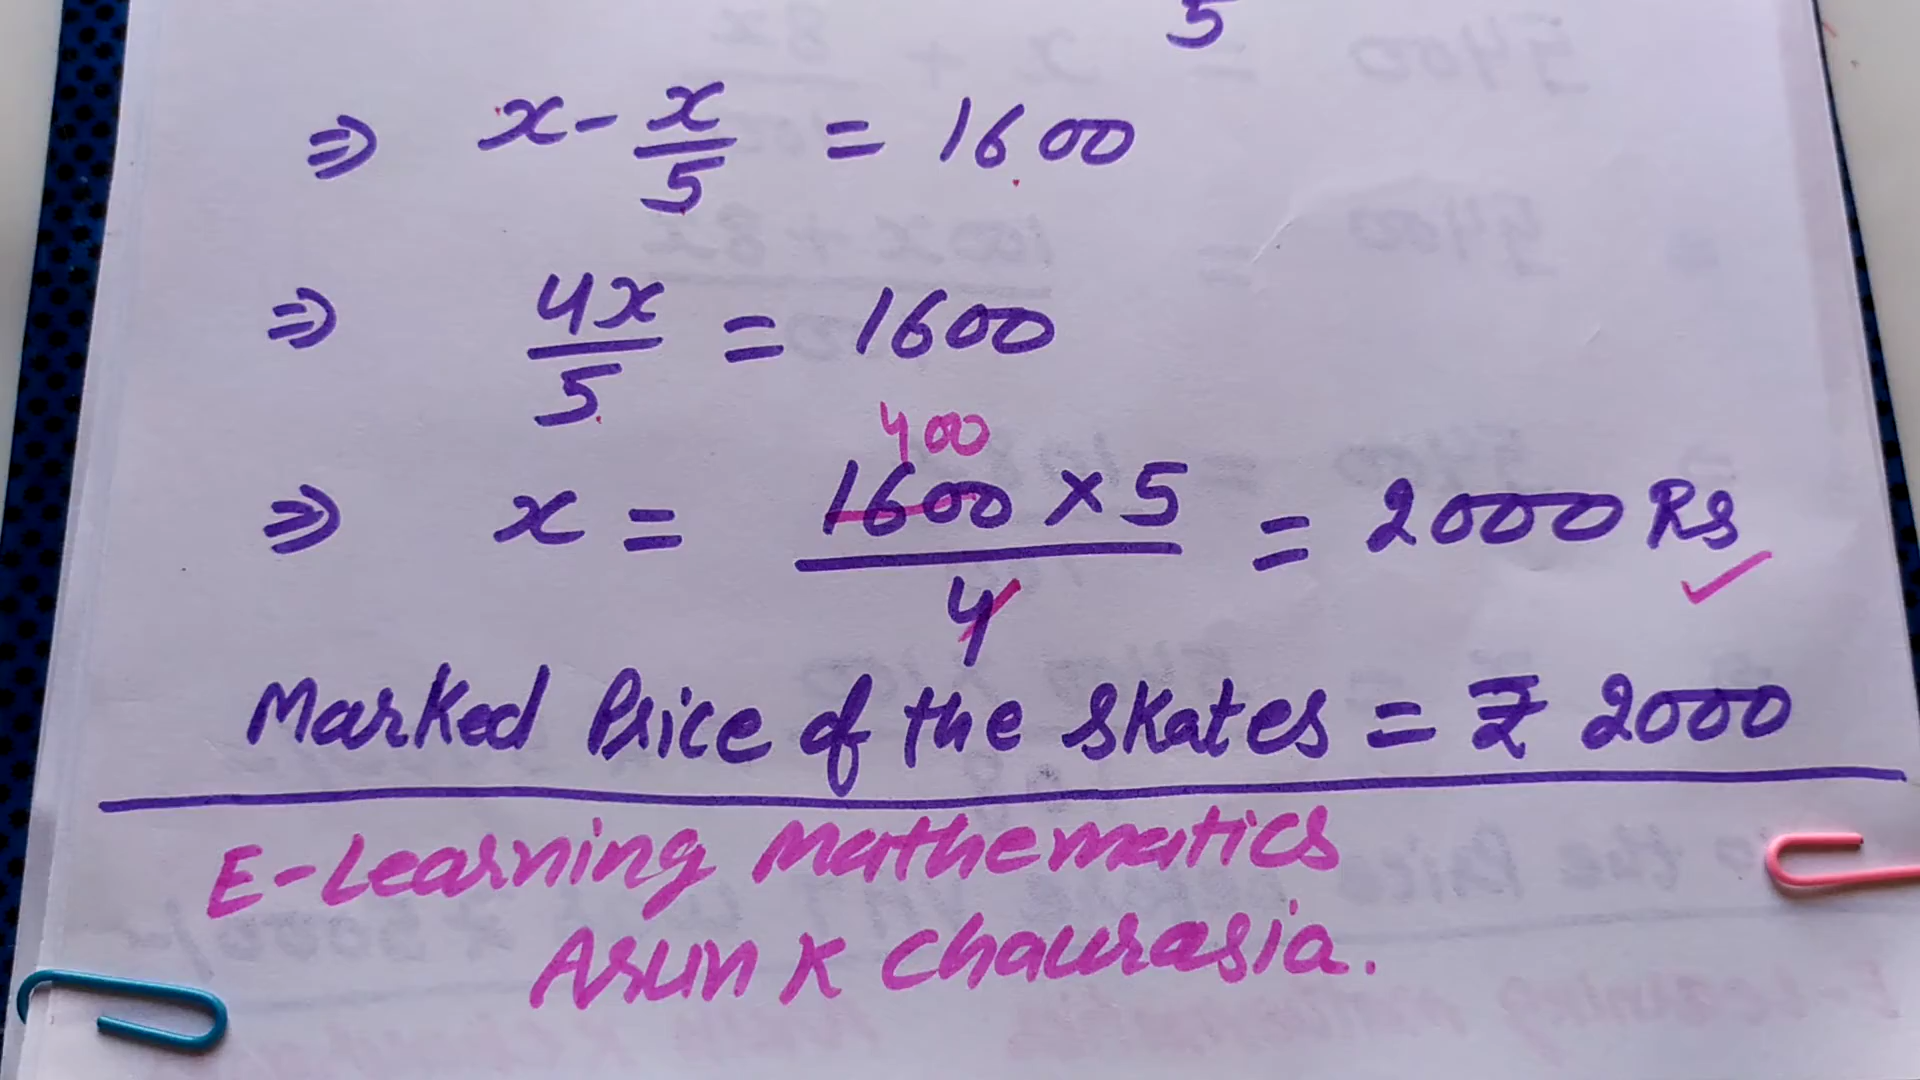 5
⇒ x - x/5 = 1600
⇒ 4x/5 = 1600
400
⇒ x = 1600 × 5 / 4 = 2000 Rs ✓
Marked Price of the skates = ₹ 2000
E-Learning Mathematics
Arun K Chaurasia.